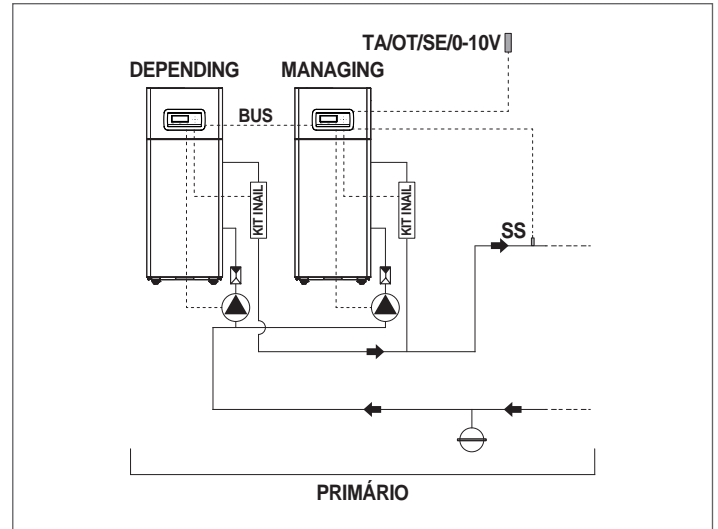 TA/OT/SE/0-10V
DEPENDING
MANAGING
BUS
KIT INAIL
KIT INAIL
SS
PRIMÁRIO